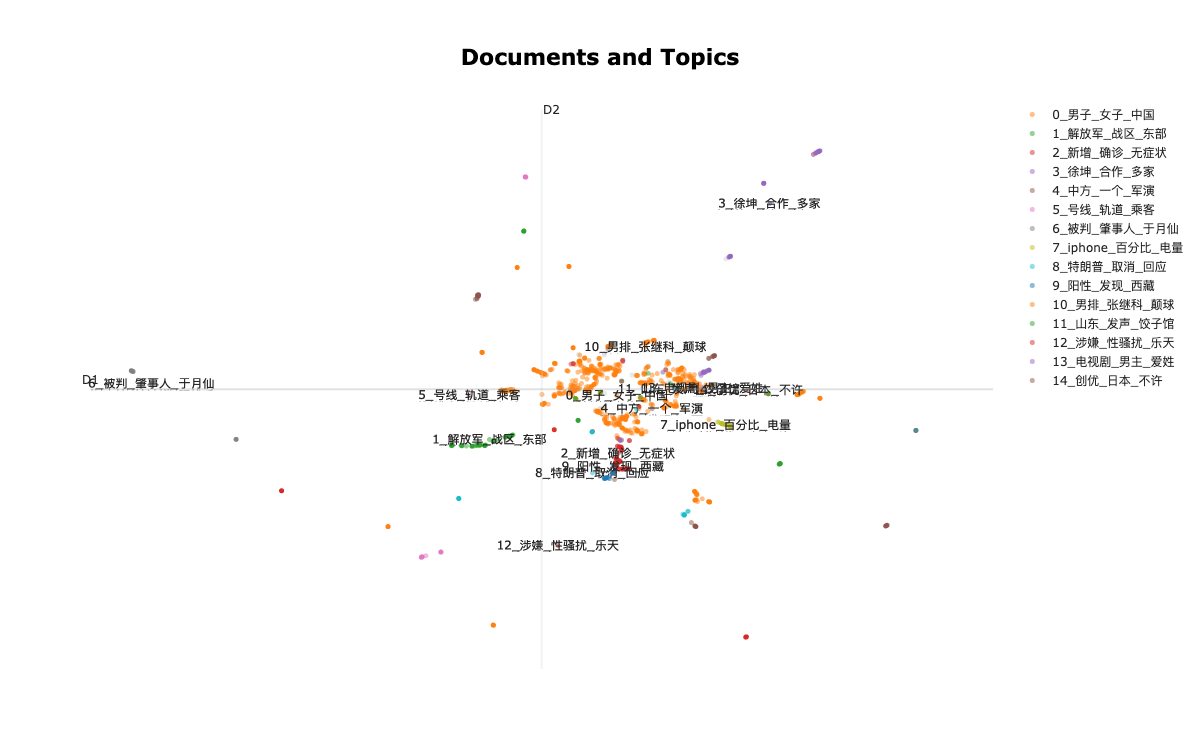 Documents and Topics
D2
D1
0_男子_女子_中国
1_解放军_战区_东部
2_新增_确诊_无症状
3_徐坤_合作_多家
4_中方_一个_军演
5_号线_轨道_乘客
6_被判_肇事人_于月仙
7_iphone_百分比_电量
8_特朗普_取消_回应
9_阳性_发现_西藏
10_男排_张继科_颠球
11_山东_发声_饺子馆
12_涉嫌_性骚扰_乐天
13_电视剧_男主_爱姓
14_创优_日本_不许
3_徐坤_合作_多家
10_男排_张继科_颠球
6_被判_肇事人_于月仙
5_号线_轨道_乘客
0_男子_女子_中国
4_中方_一个_军演
7_iphone_百分比_电量
1_解放军_战区_东部
2_新增_确诊_无症状
9_阳性_发现_西藏
8_特朗普_取消_回应
12_涉嫌_性骚扰_乐天